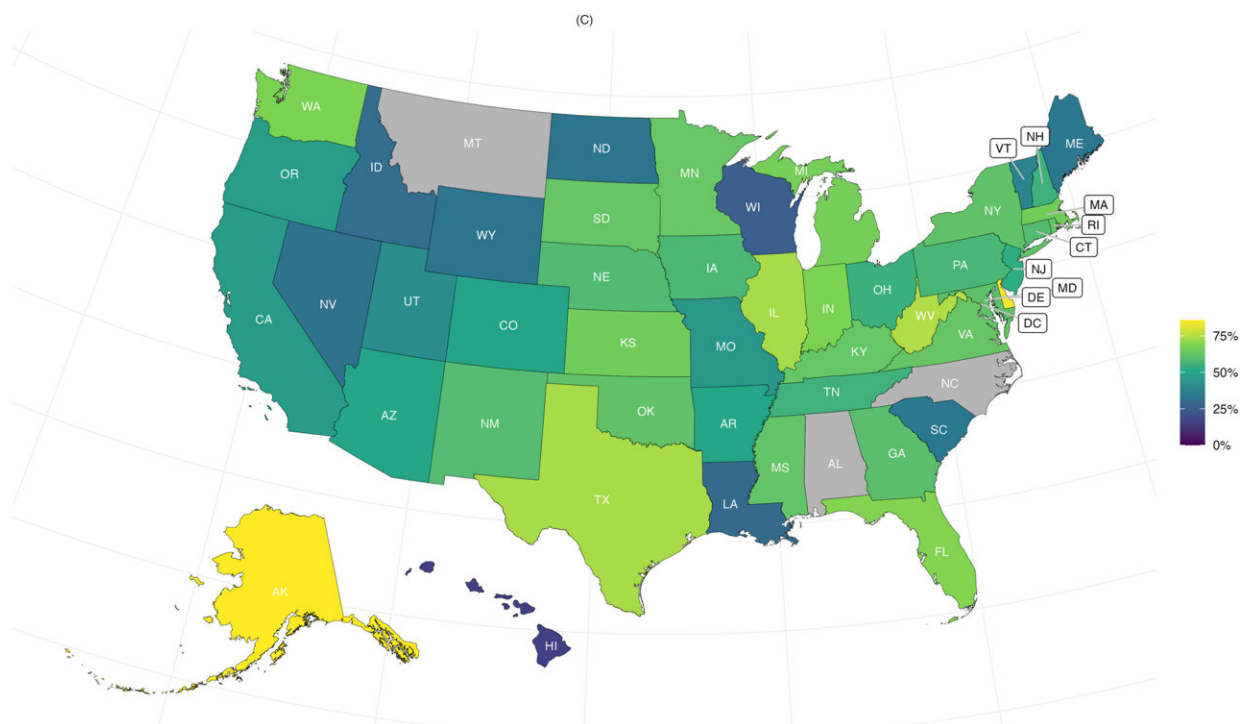 (C)
WA
MT
ND
MN
MI
VT
NH
ME
OR
ID
SD
WI
NY
MA
RI
CT
WY
NE
IA
PA
NJ
NV
UT
CO
IL
IN
OH
MD
DE
DC
CA
KS
MO
WV
VA
KY
75%
50%
25%
0%
AZ
NM
OK
AR
TN
NC
SC
MS
AL
GA
TX
LA
FL
AK
HI